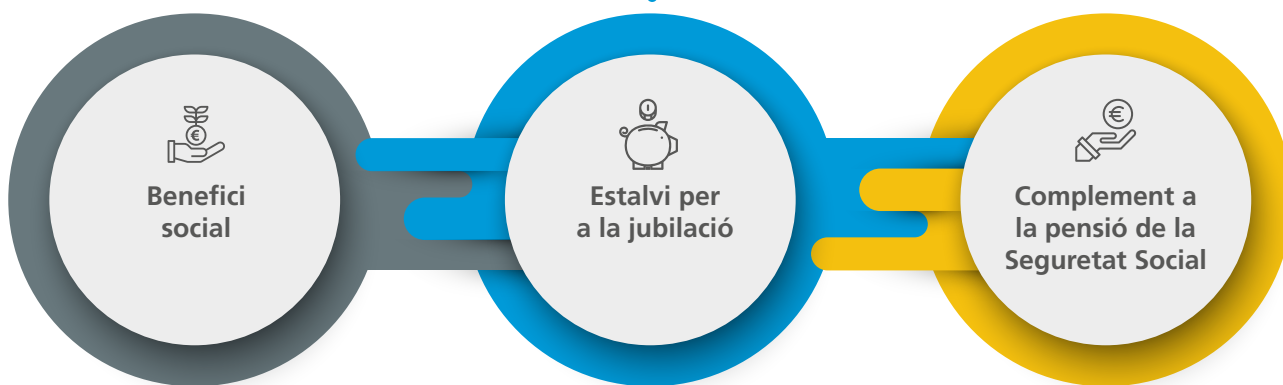 Benefici
social
Estalvi per
a la jubilació
Complement a
la pensió de la
Seguretat Social